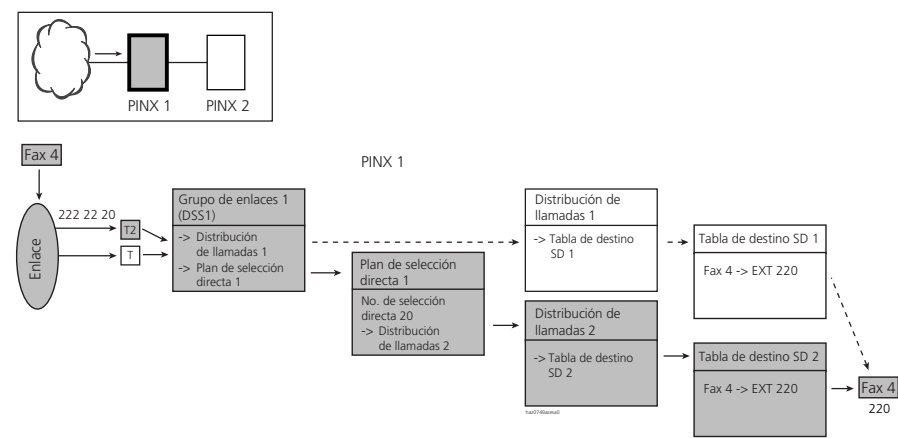 PINX 1
PINX 2
Fax 4
PINX 1
Enlace
222 22 20
T2
T
Grupo de enlaces 1
(DSS1)
-> Distribución
de llamadas 1
-> Plan de selección
directa 1
Plan de selección
directa 1
No. de selección
directa 20
-> Distribución
de llamadas 2
Distribución de
llamadas 1
-> Tabla de destino
SD 1
Distribución de
llamadas 2
-> Tabla de destino
SD 2
Tabla de destino SD 1
Fax 4 -> EXT 220
Tabla de destino SD 2
Fax 4 -> EXT 220
Fax 4
220